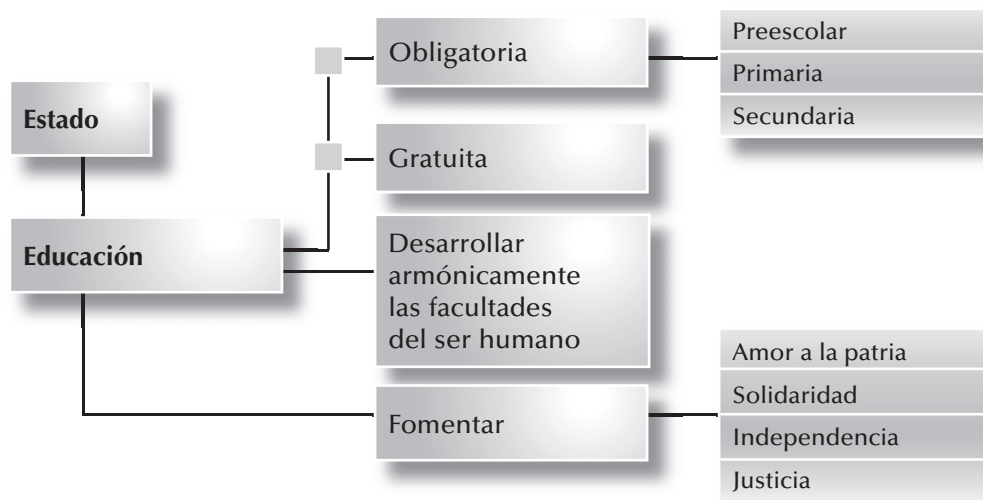 Estado
Educación
Obligatoria
Preescolar
Primaria
Secundaria
Gratuita
Desarrollar
armónicamente
las facultades
del ser humano
Fomentar
Amor a la patria
Solidaridad
Independencia
Justicia